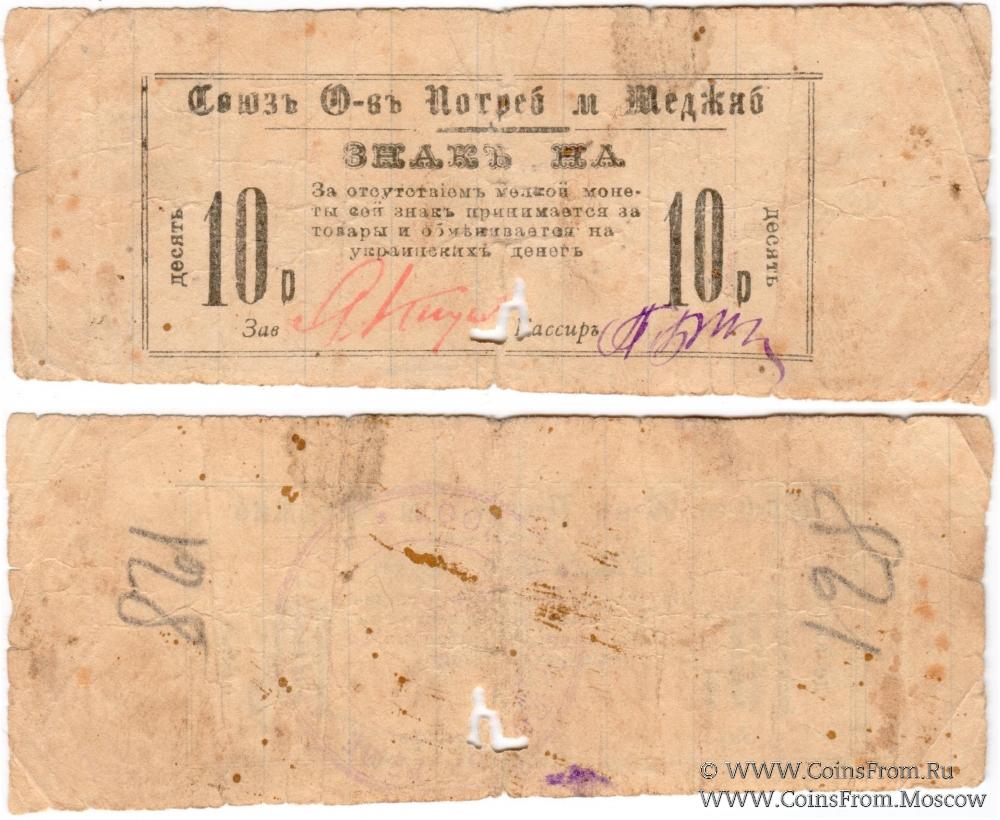 Союзъ О-въ Потреб м Меджиб
ЗНАКЪ НА
десять
10 р
За отсутствіемъ мелкой моне-
ты сей знакъ принимается за
товары и обмѣнивается на
украинскихъ денегъ
10 р
десять
Зав
Кассиръ
128
128
© WWW.CoinsFrom.Ru
WWW.CoinsFrom.Moscow